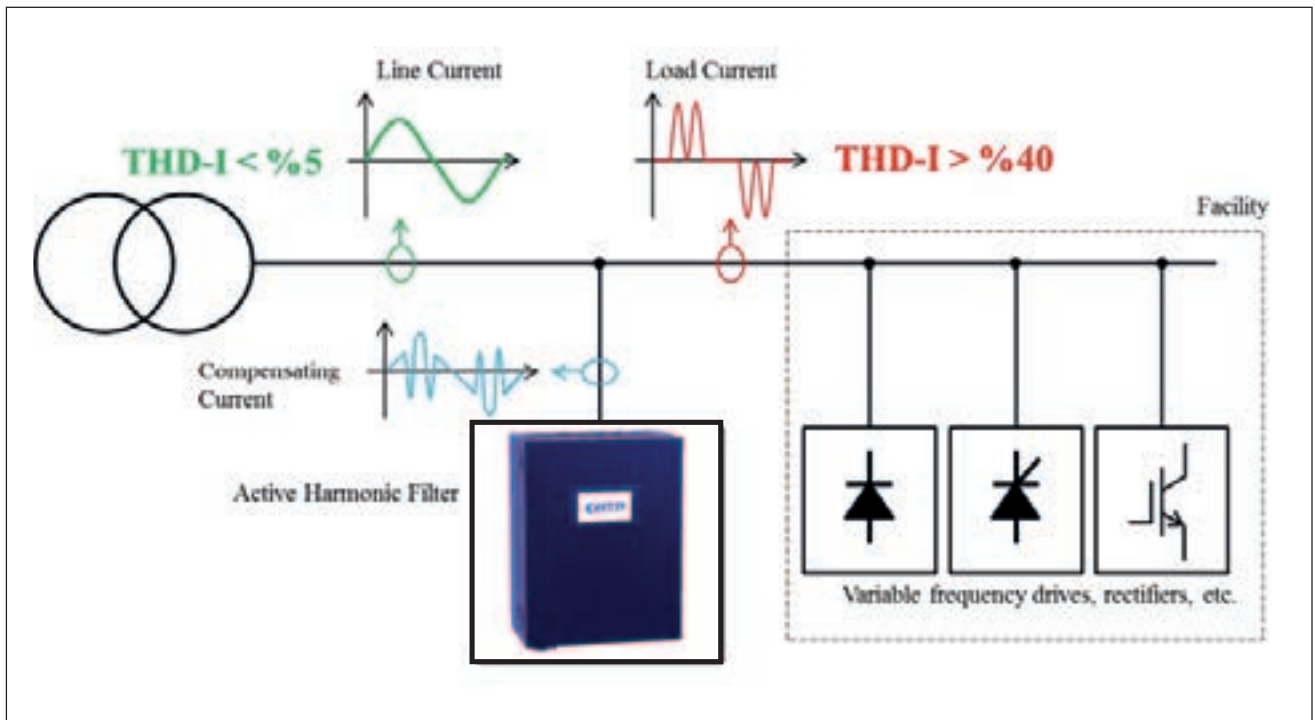 Line Current
Load Current
THD-I < %5
THD-I > %40
Facility
Compensating
Current
Active Harmonic Filter
Variable frequency drives, rectifiers, etc.